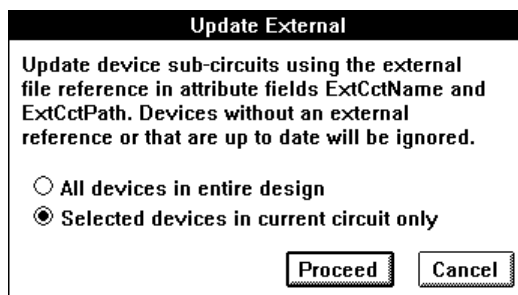 Update External
Update device sub-circuits using the external
file reference in attribute fields ExtCctName and
ExtCctPath. Devices without an external
reference or that are up to date will be ignored.
All devices in entire design
Selected devices in current circuit only
Proceed Cancel